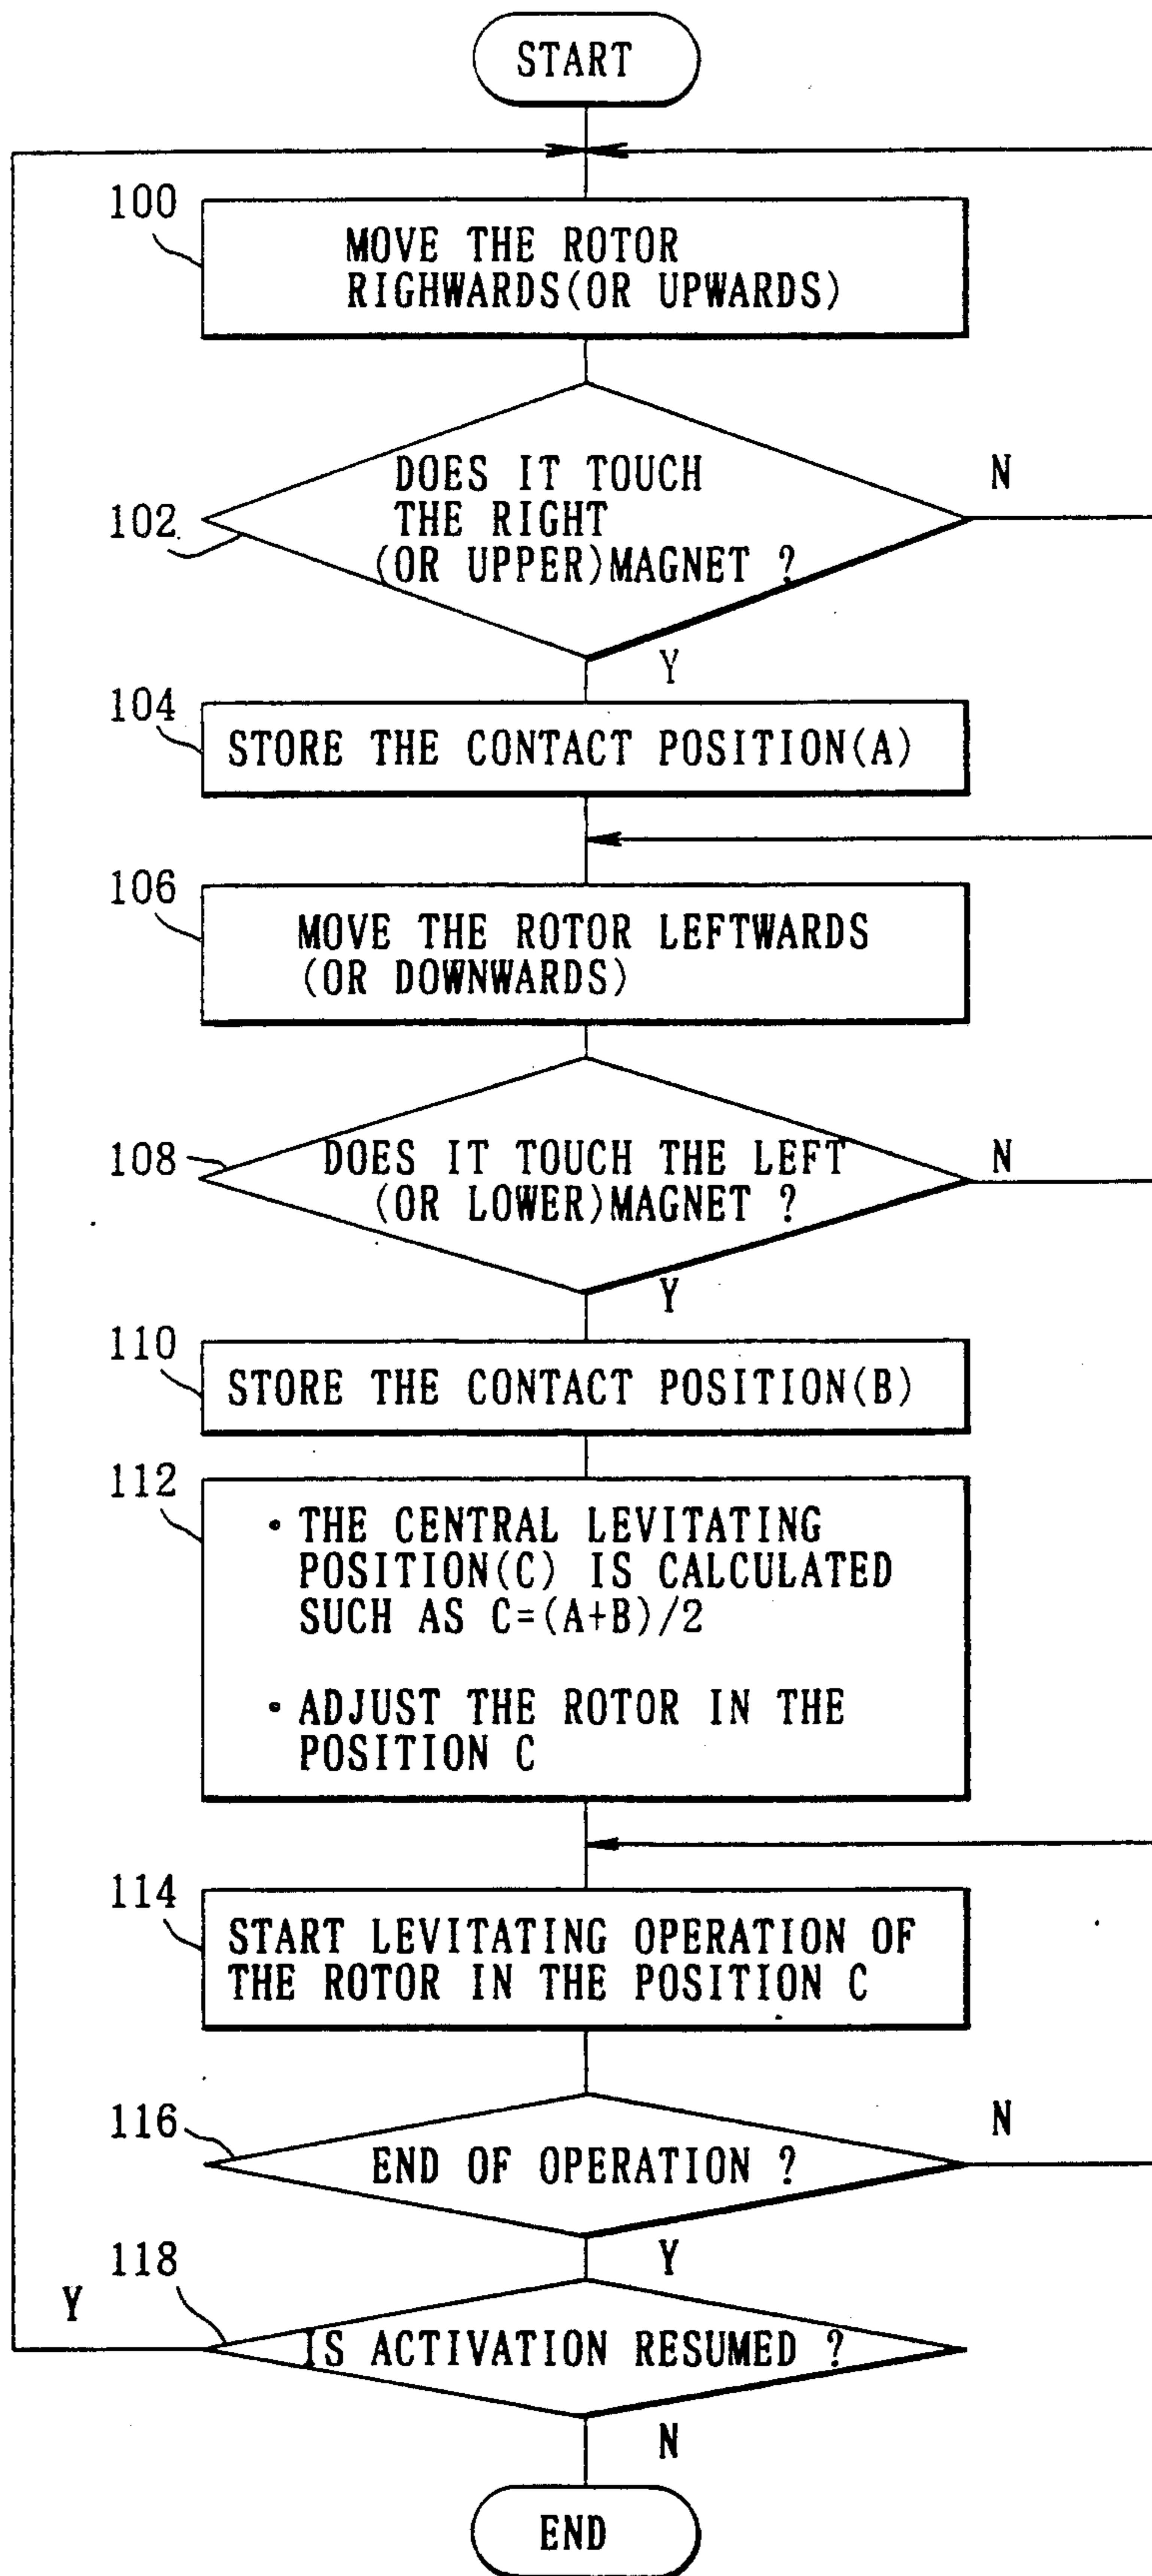 START
100
MOVE THE ROTOR
RIGHWARDS(OR UPWARDS)
102
DOES IT TOUCH
THE RIGHT
(OR UPPER)MAGNET ?
N
Y
104
STORE THE CONTACT POSITION(A)
106
MOVE THE ROTOR LEFTWARDS
(OR DOWNWARDS)
108
DOES IT TOUCH THE LEFT
(OR LOWER)MAGNET ?
N
Y
110
STORE THE CONTACT POSITION(B)
112
• THE CENTRAL LEVITATING
POSITION(C) IS CALCULATED
SUCH AS C=(A+B)/2
• ADJUST THE ROTOR IN THE
POSITION C
114
START LEVITATING OPERATION OF
THE ROTOR IN THE POSITION C
116
END OF OPERATION ?
N
Y
118
Y
IS ACTIVATION RESUMED ?
N
END